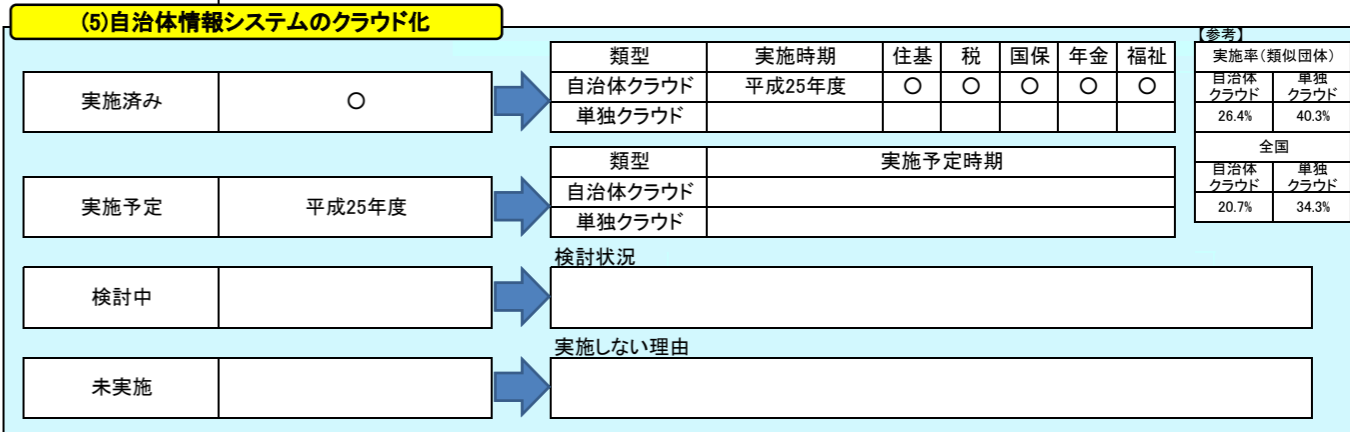 (5)自治体情報システムのクラウド化
実施済み ○
類型 実施時期 住基 税 国保 年金 福祉
自治体クラウド 平成25年度 ○ ○ ○ ○ ○
単独クラウド
【参考】
実施率(類似団体)
自治体 単独
クラウド クラウド
26.4% 40.3%
全国
自治体 単独
クラウド クラウド
20.7% 34.3%
実施予定 平成25年度
類型 実施予定時期
自治体クラウド
単独クラウド
検討中
検討状況
未実施
実施しない理由